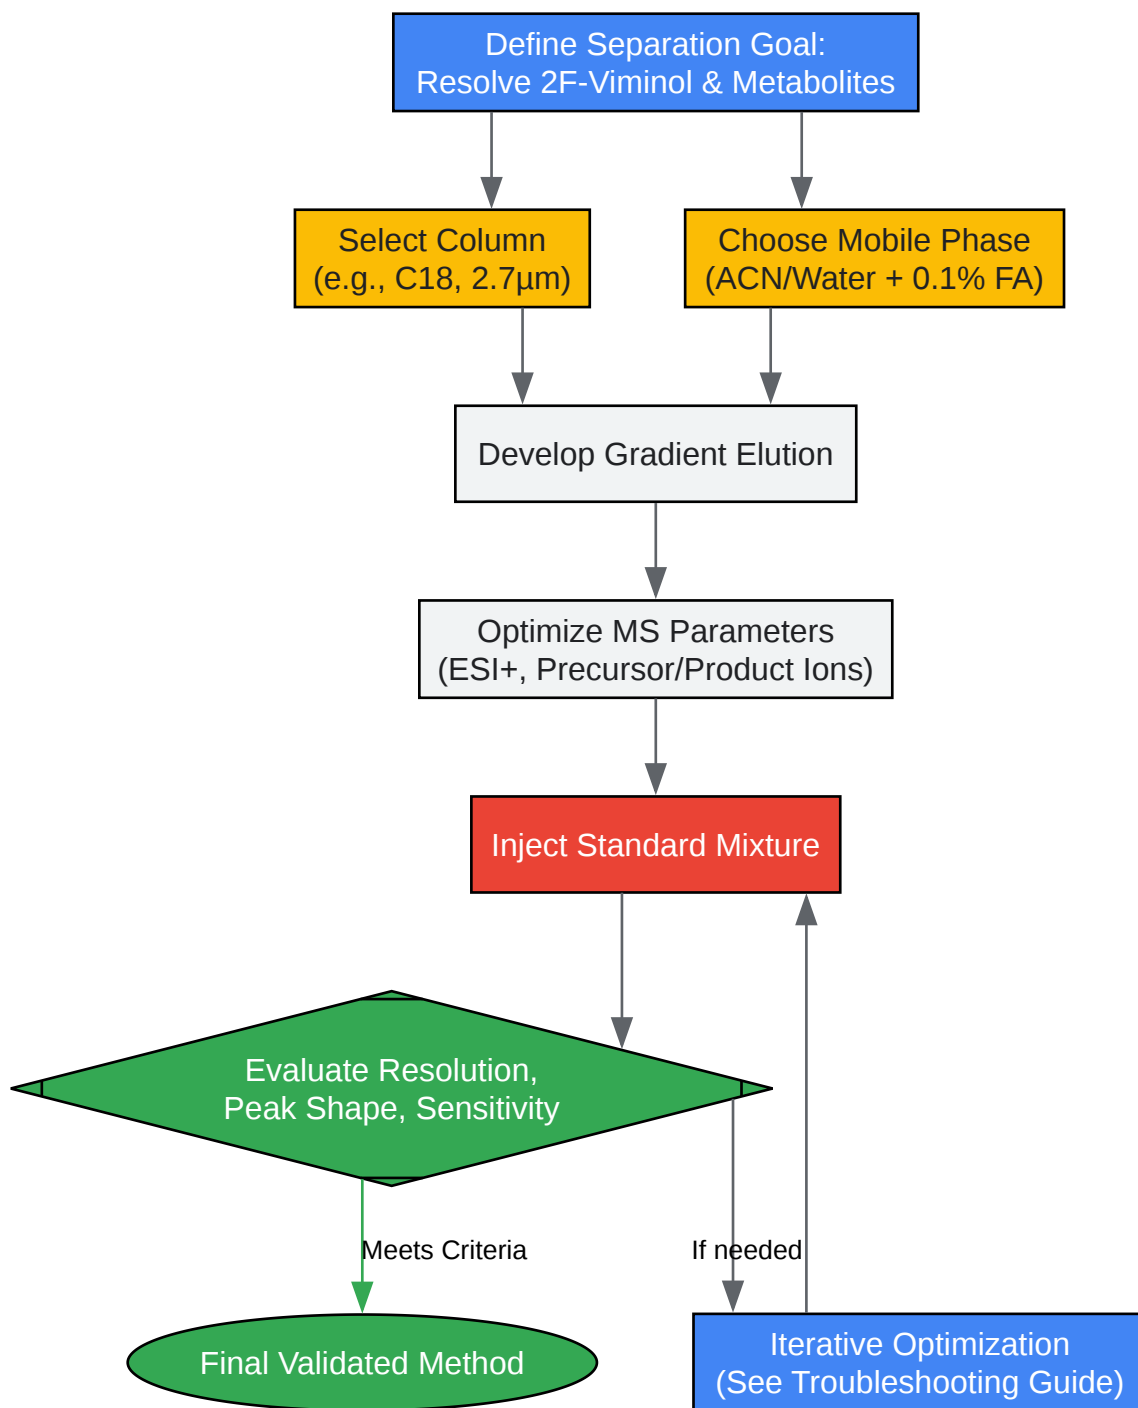 Define Separation Goal:
Resolve 2F-Viminol & Metabolites
Select Column
(e.g., C18, 2.7µm)
Choose Mobile Phase
(ACN/Water + 0.1% FA)
Develop Gradient Elution
Optimize MS Parameters
(ESI+, Precursor/Product Ions)
Inject Standard Mixture
Evaluate Resolution,
Peak Shape, Sensitivity
Meets Criteria
If needed
Final Validated Method
Iterative Optimization
(See Troubleshooting Guide)